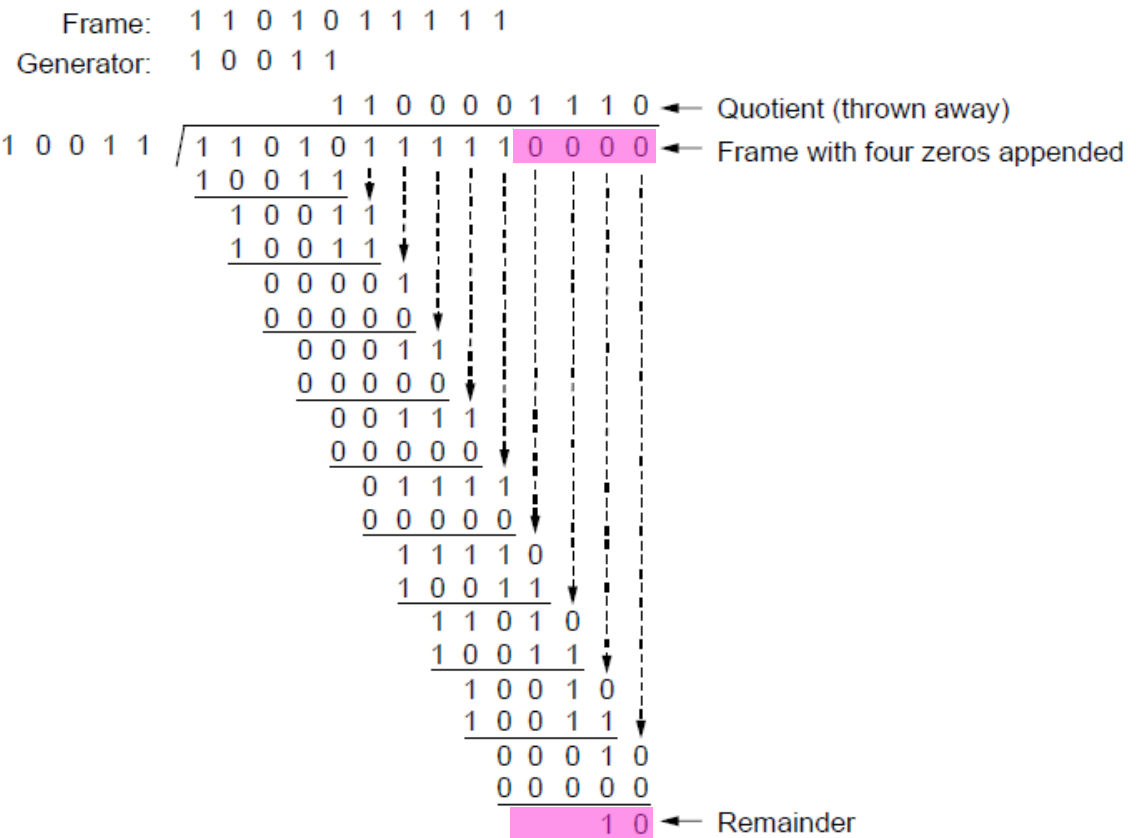 Frame: 1 1 0 1 0 1 1 1 1 1
Generator: 1 0 0 1 1
1 1 0 0 0 0 1 1 1 0 Quotient (thrown away)
1 0 0 1 1 1 1 0 1 0 1 1 1 1 1 0 0 0 0 Frame with four zeros appended
1 0 0 1 1
1 0 0 1 1
1 0 0 1 1
0 0 0 0 1
0 0 0 0 0
0 0 0 1 1
0 0 0 0 0
0 0 1 1 1
0 0 0 0 0
0 1 1 1 1
0 0 0 0 0
1 1 1 1 0
1 0 0 1 1
1 1 0 1 0
1 0 0 1 1
1 0 0 1 0
1 0 0 1 1
0 0 0 1 0
0 0 0 0 0
1 0 Remainder